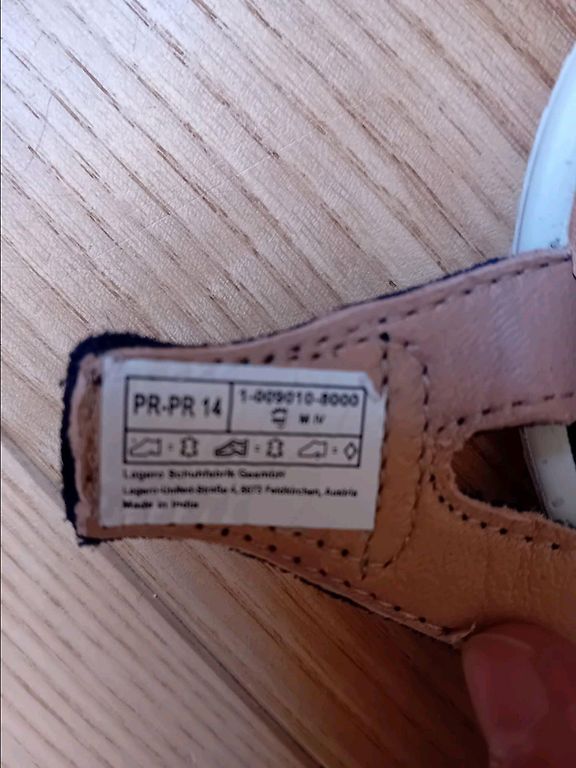 PR-PR 14
1-009010-8000
W IV
Legero Schuhfabrik GesmbH
Legero-United-Straße 4, 8073 Feldkirchen, Austria
Made in India